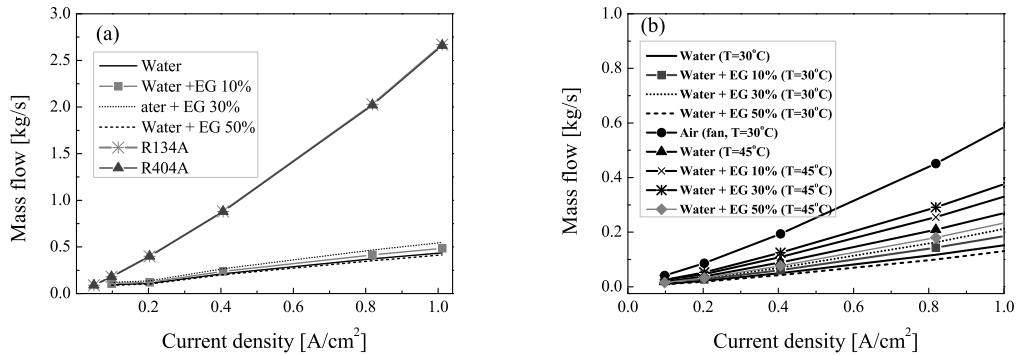 (a)
Water
Water +EG 10%
ater + EG 30%
Water + EG 50%
R134A
R404A
Mass flow [kg/s]
3.0
2.5
2.0
1.5
1.0
0.5
0.0
0.0 0.2 0.4 0.6 0.8 1.0
Current density [A/cm²]
(b)
Water (T=30°C)
Water + EG 10% (T=30°C)
Water + EG 30% (T=30°C)
Water + EG 50% (T=30°C)
Air (fan, T=30°C)
Water (T=45°C)
Water + EG 10% (T=45°C)
Water + EG 30% (T=45°C)
Water + EG 50% (T=45°C)
Mass flow [kg/s]
1.0
0.8
0.6
0.4
0.2
0.0
0.0 0.2 0.4 0.6 0.8 1.0
Current density [A/cm²]